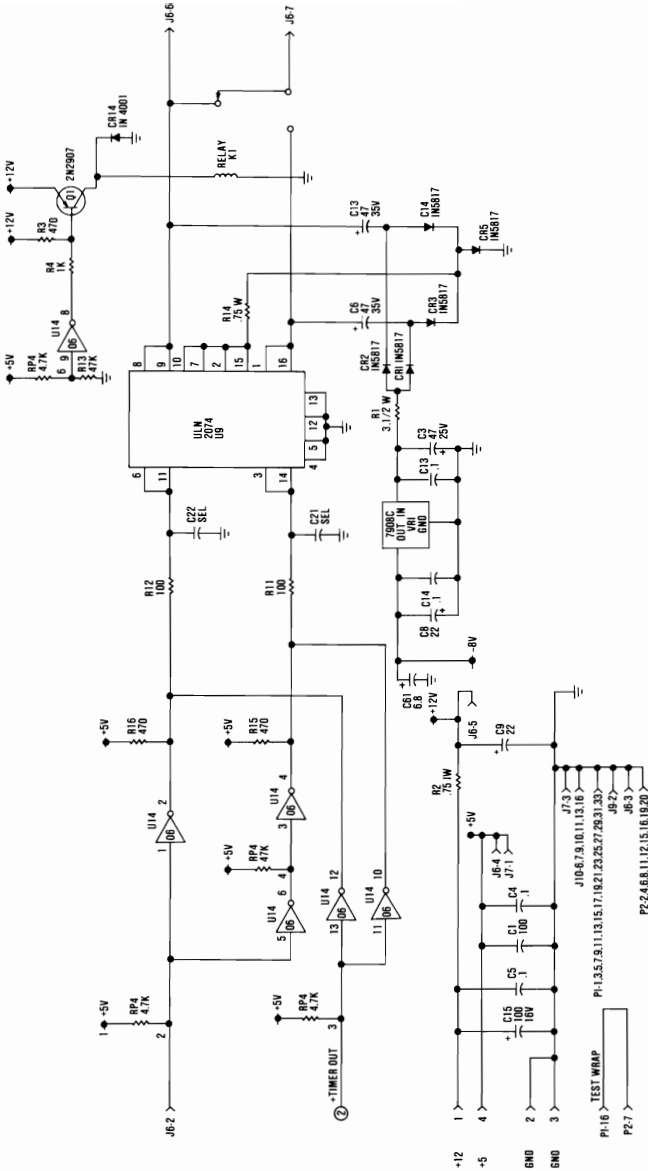 J6-6
J6-7
+12V
CR14
IN 4001
2N2907
Q1
+12V
R3
470
R4
1K
8
U14
06
9
6
+5V
RP4
4.7K
R13
47K
RELAY
K1
C13
47
35V
+
C14
IN5817
CR5
IN5817
R14
.75 W
C6
47
35V
+
CR3
IN5817
CR2
IN5817
CR1 IN5817
R1
3.1/2 W
8
9
10
7
2
15
1
16
ULN
2074
U9
6
11
3
14
4
5
12
13
C22
SEL
C21
SEL
R12
100
R11
100
C3
47
25V
+
C13
.1
7908C
OUT IN
VRI
GND
C14
.1
C8
22
+
-8V
C61
6.8
+
+5V
R16
470
+5V
R15
470
U14
1
06
2
U14
3
06
4
+5V
RP4
47K
4
U14
5
06
6
U14
13
06
12
U14
11
06
10
1
+5V
RP4
4.7K
2
J6-2
+5V
RP4
4.7K
3
+TIMER OUT
2
+12V
J6-5
R2
.75 IW
C9
22
+
+5V
J6-4
J7-1
C4
.1
C1
100
C5
.1
C15
100
16V
+
+12
1
+5
4
GND
2
GND
3
J7-3
J10-6,7,9,10,11,13,16
P1-1,3,5,7,9,11,13,15,17,19,21,23,25,27,29,31,33
J9-2
J6-3
P2-2,4,6,8,11,12,15,16,19,20
TEST WRAP
P1-16
P2-7